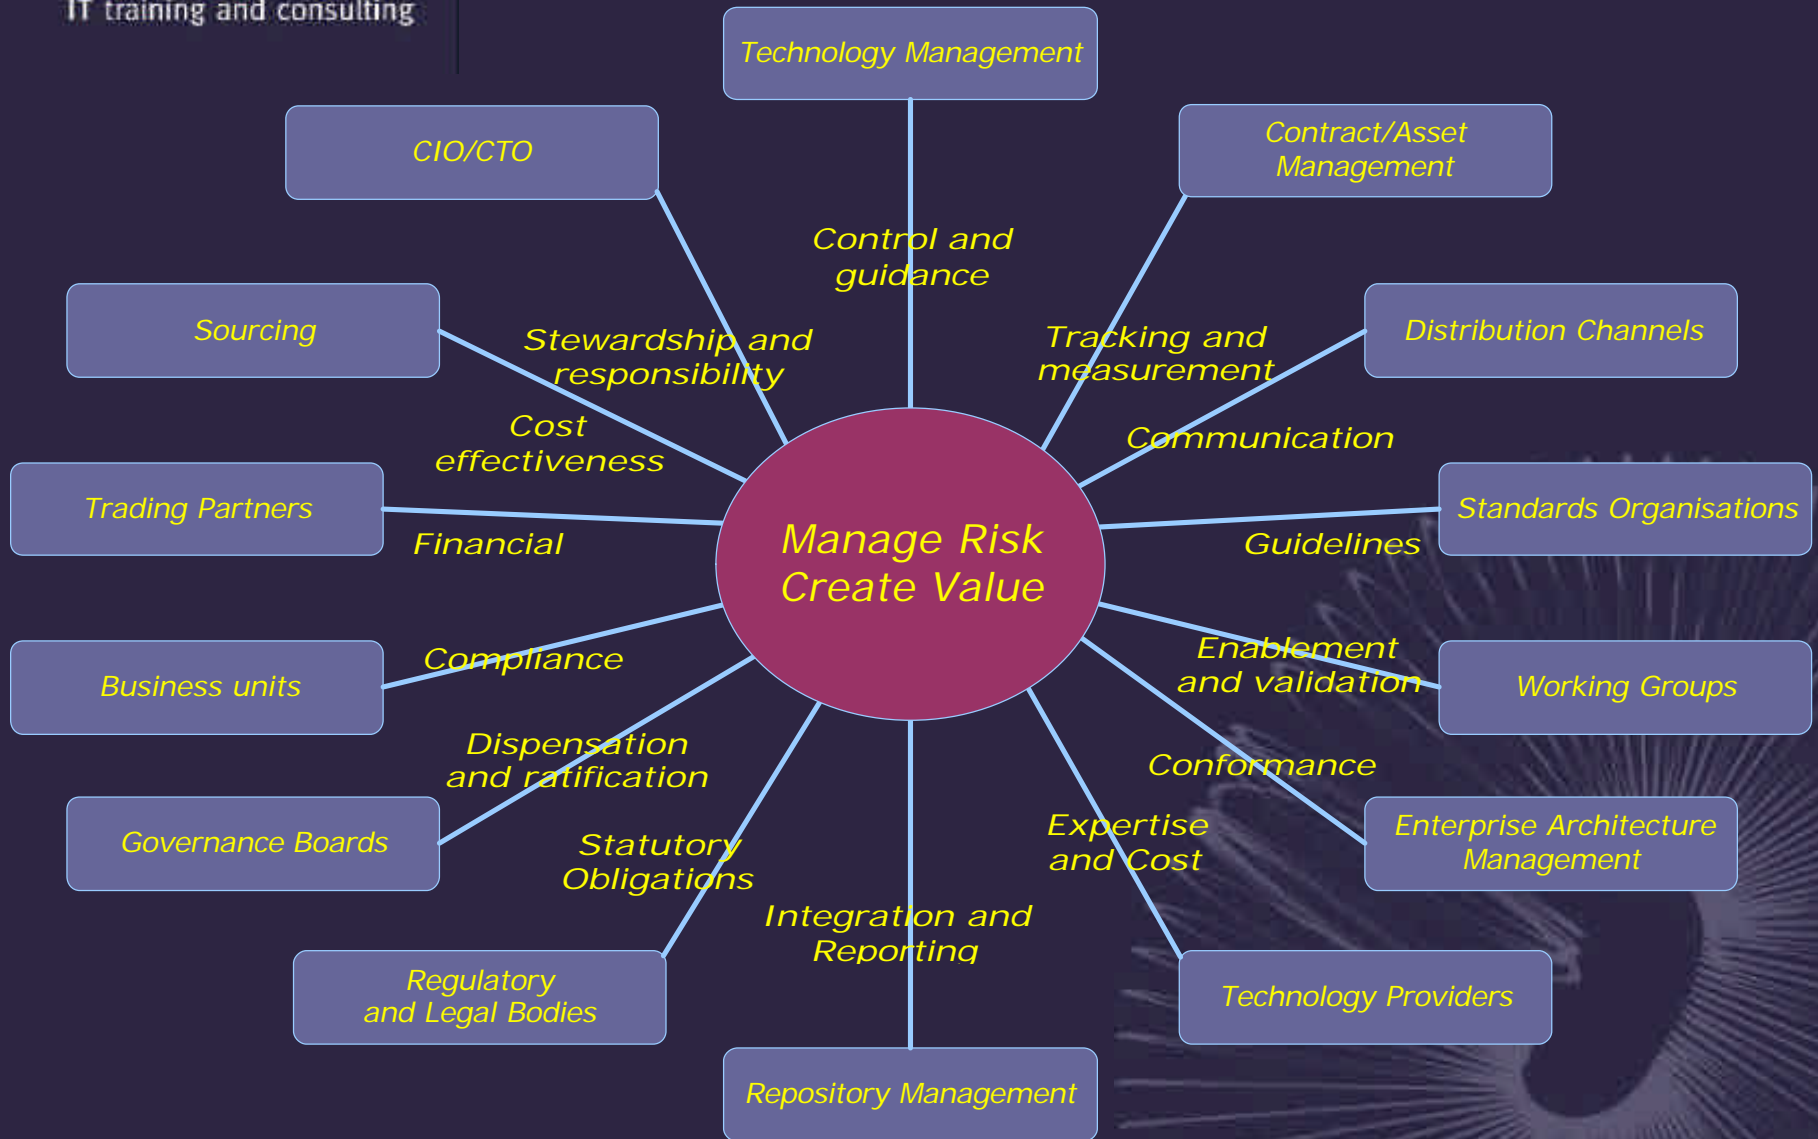 IT training and consulting
Technology Management
CIO/CTO
Contract/Asset
Management
Control and
guidance
Sourcing
Stewardship and
responsibility
Tracking and
measurement
Distribution Channels
Cost
effectiveness
Communication
Trading Partners
Financial
Manage Risk
Create Value
Guidelines
Standards Organisations
Business units
Compliance
Enablement
and validation
Working Groups
Dispensation
and ratification
Conformance
Governance Boards
Statutory
Obligations
Expertise
and Cost
Enterprise Architecture
Management
Integration and
Reporting
Regulatory
and Legal Bodies
Technology Providers
Repository Management